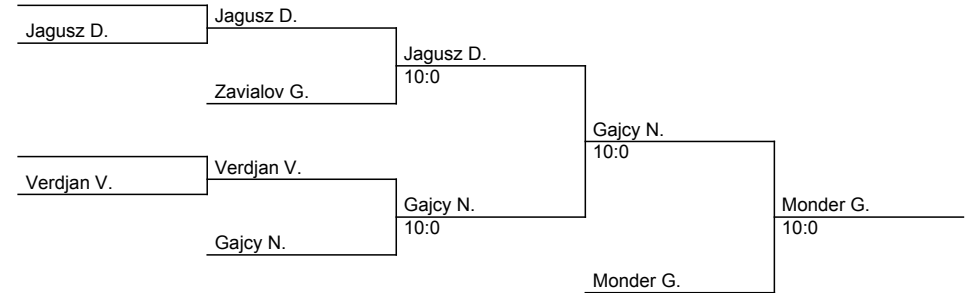 Jagusz D.
Jagusz D.
Jagusz D.
10:0
Zavialov G.
Gajcy N.
10:0
Verdjan V.
Verdjan V.
Gajcy N.
10:0
Monder G.
10:0
Gajcy N.
Monder G.